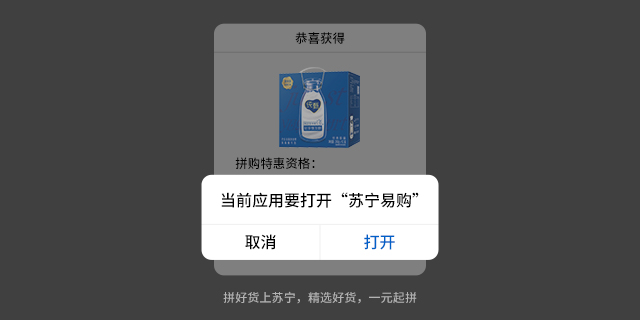 恭喜获得
拼购特惠资格：
当前应用要打开“苏宁易购”
取消
打开
拼好货上苏宁，精选好货，一元起拼